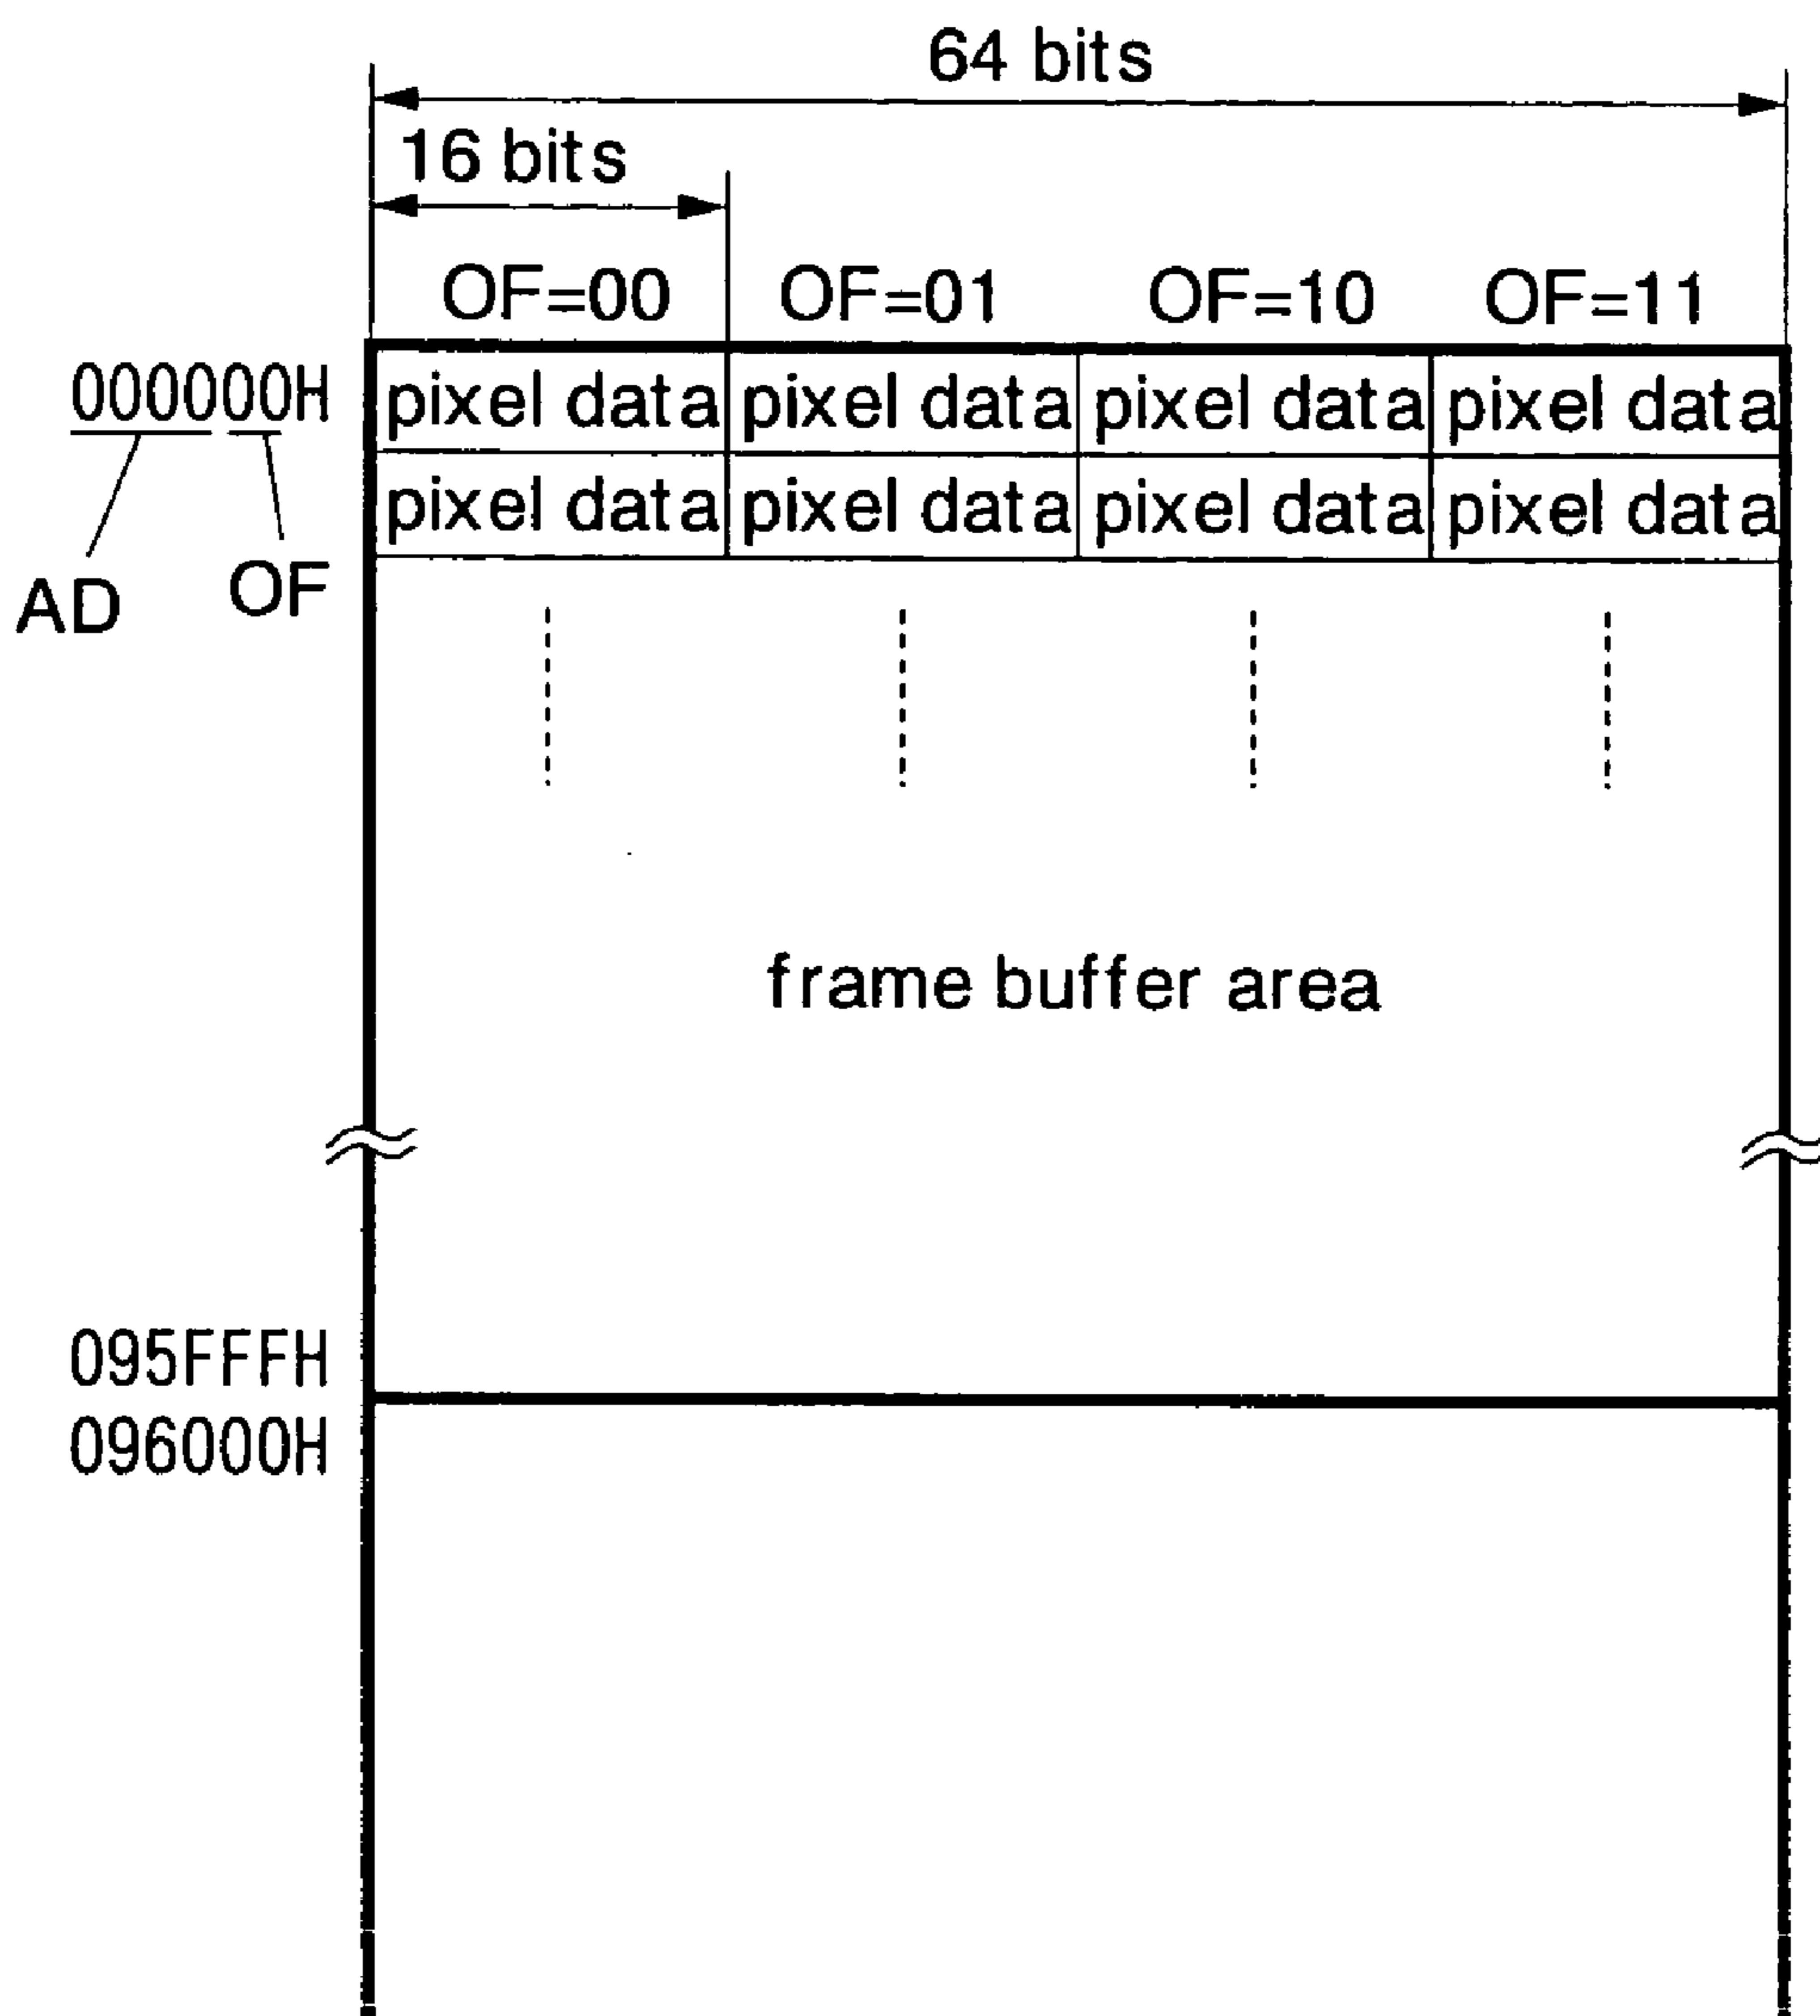 64 bits
16 bits
OF=00 OF=01 OF=10 OF=11
000000H pixel data pixel data pixel data pixel data
pixel data pixel data pixel data pixel data
AD OF
frame buffer area
095FFFH
096000H